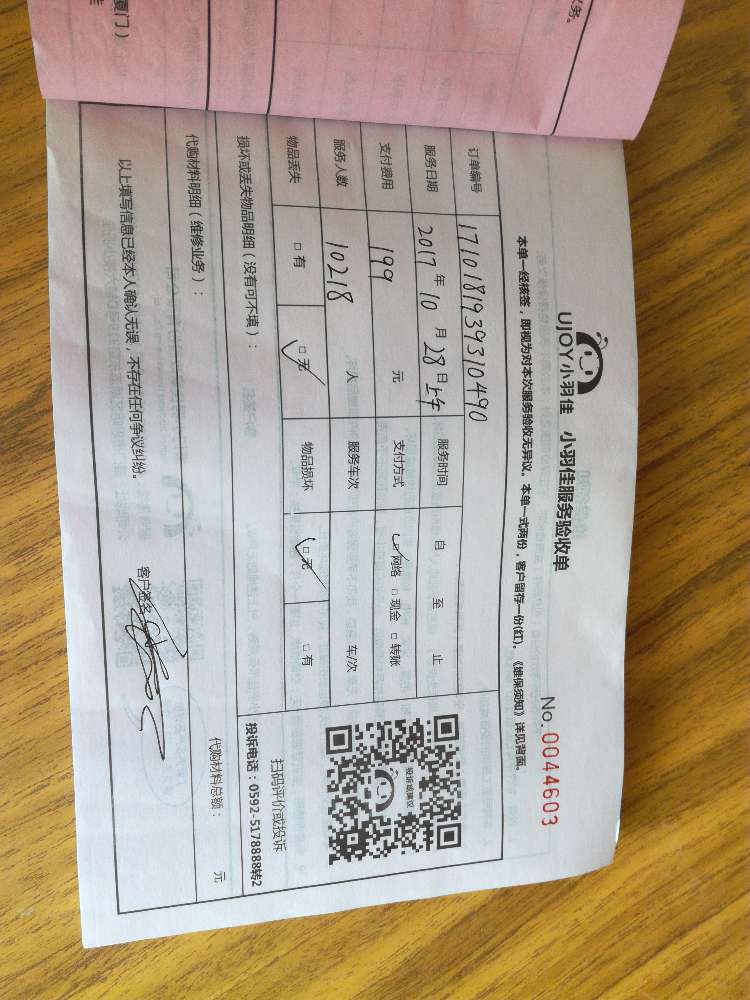 UJOY小羽佳 小羽佳服务验收单
No. 0044603
本单一经核签，即视为对本次服务验收无异议。本单一式两份，客户留存一份(红)。《维保须知》详见背面。
订单编号 171018193931 0490
服务日期 2017 年 10 月 28 日 上午 服务时间 自 至 止
支付费用 199 元 支付方式 ☑网络 □现金 □转账
服务人数 10218 人 服务车次 车/次
物品丢失 □有 ☑无 物品损坏 ☑无 □有
投诉或建议
扫码评价或投诉
投诉电话：0592-5178888转2
损坏或丢失物品明细（没有可不填）：
代购材料明细（维修业务）： 代购材料总额： 元
以上填写信息已经本人确认无误，不存在任何争议纠纷。
客户签名
厦门）
务。